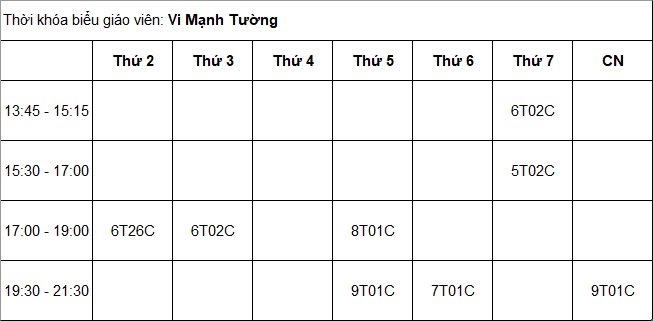 Thời khóa biểu giáo viên: Vi Mạnh Tường
Thứ 2 Thứ 3 Thứ 4 Thứ 5 Thứ 6 Thứ 7 CN
13:45 - 15:15 6T02C
15:30 - 17:00 5T02C
17:00 - 19:00 6T26C 6T02C 8T01C
19:30 - 21:30 9T01C 7T01C 9T01C